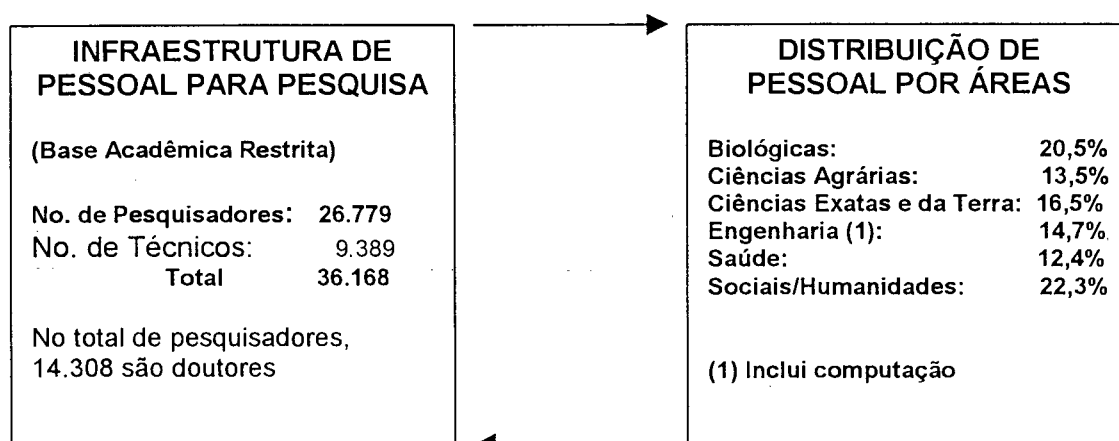 INFRAESTRUTURA DE
PESSOAL PARA PESQUISA
(Base Acadêmica Restrita)
No. de Pesquisadores: 26.779
No. de Técnicos: 9.389
Total 36.168
No total de pesquisadores,
14.308 são doutores
DISTRIBUIÇÃO DE
PESSOAL POR ÁREAS
Biológicas: 20,5%
Ciências Agrárias: 13,5%
Ciências Exatas e da Terra: 16,5%
Engenharia (1): 14,7%
Saúde: 12,4%
Sociais/Humanidades: 22,3%
(1) Inclui computação